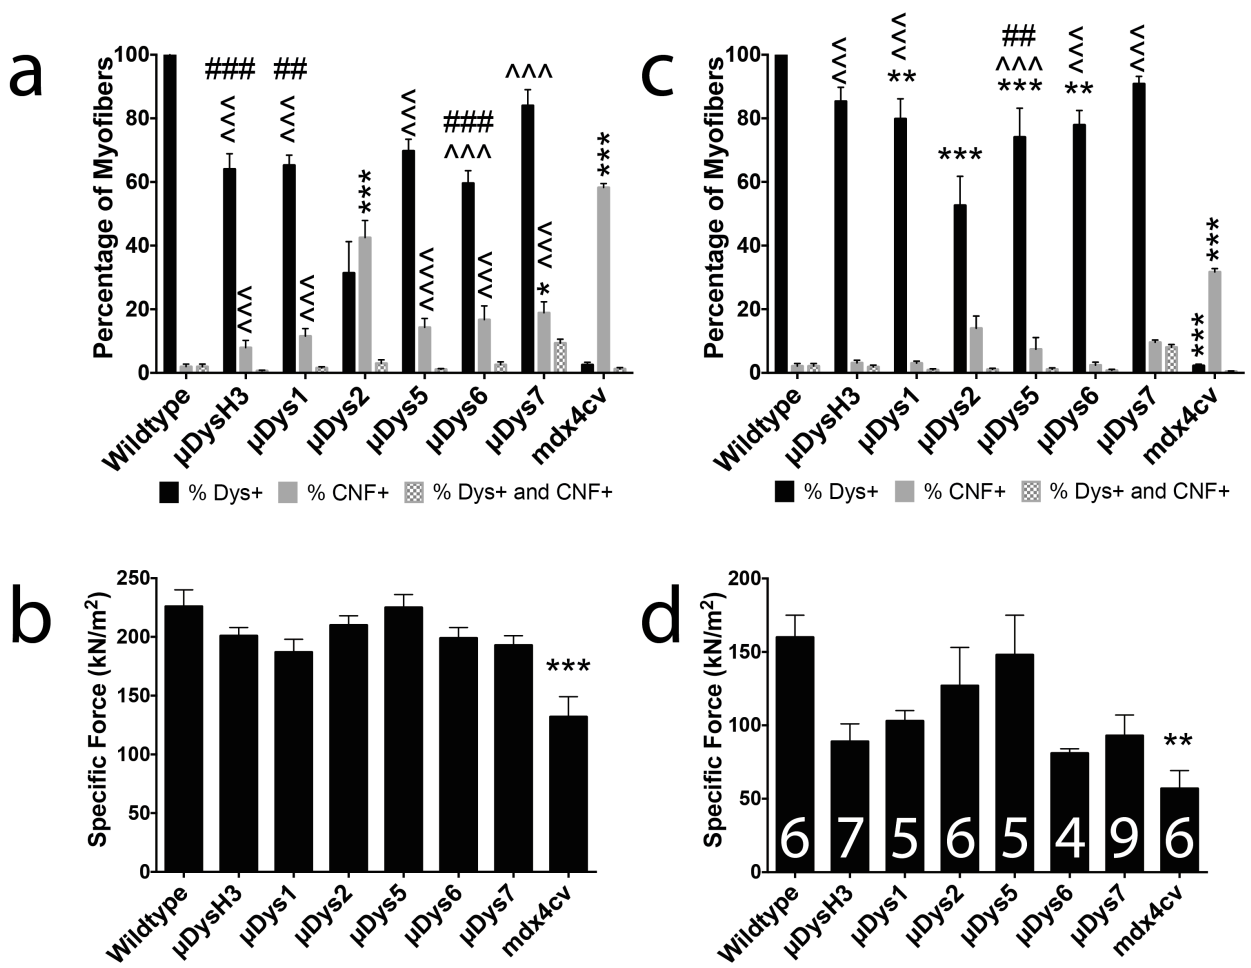 a
Percentage of Myofibers
100
80
60
40
20
0
### ## ### ^^^
^^^ ^^^ ^^^ ^^^
^^^ ^^^ *** ^^^^^ ^^^ ^^^ * ***
Wildtype µDysH3 µDys1 µDys2 µDys5 µDys6 µDys7 mdx4cv
% Dys+ % CNF+ % Dys+ and CNF+
c
Percentage of Myofibers
100
80
60
40
20
0
^^^ ^^^ ## ^^^ ^^^
** ^^^ **
*** ***
*** ***
Wildtype µDysH3 µDys1 µDys2 µDys5 µDys6 µDys7 mdx4cv
% Dys+ % CNF+ % Dys+ and CNF+
b
Specific Force (kN/m²)
250
200
150
100
50
0
***
Wildtype µDysH3 µDys1 µDys2 µDys5 µDys6 µDys7 mdx4cv
d
Specific Force (kN/m²)
200
150
100
50
0
**
6 7 5 6 5 4 9 6
Wildtype µDysH3 µDys1 µDys2 µDys5 µDys6 µDys7 mdx4cv